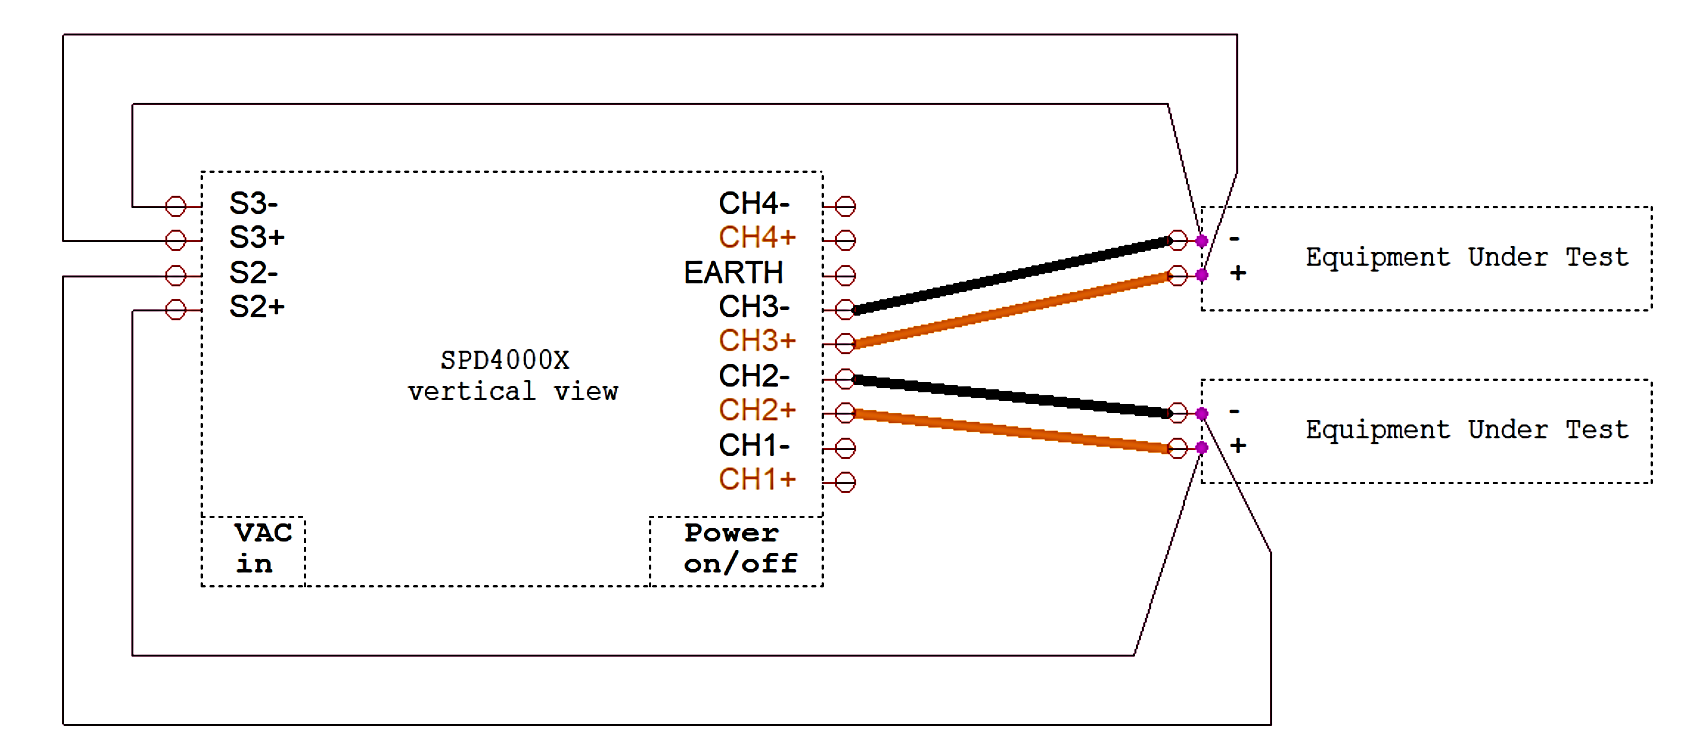 S3-
S3+
S2-
S2+
SPD4000X
vertical view
CH4-
CH4+
EARTH
CH3-
CH3+
CH2-
CH2+
CH1-
CH1+
VAC
in
Power
on/off
-
+
Equipment Under Test
-
+
Equipment Under Test